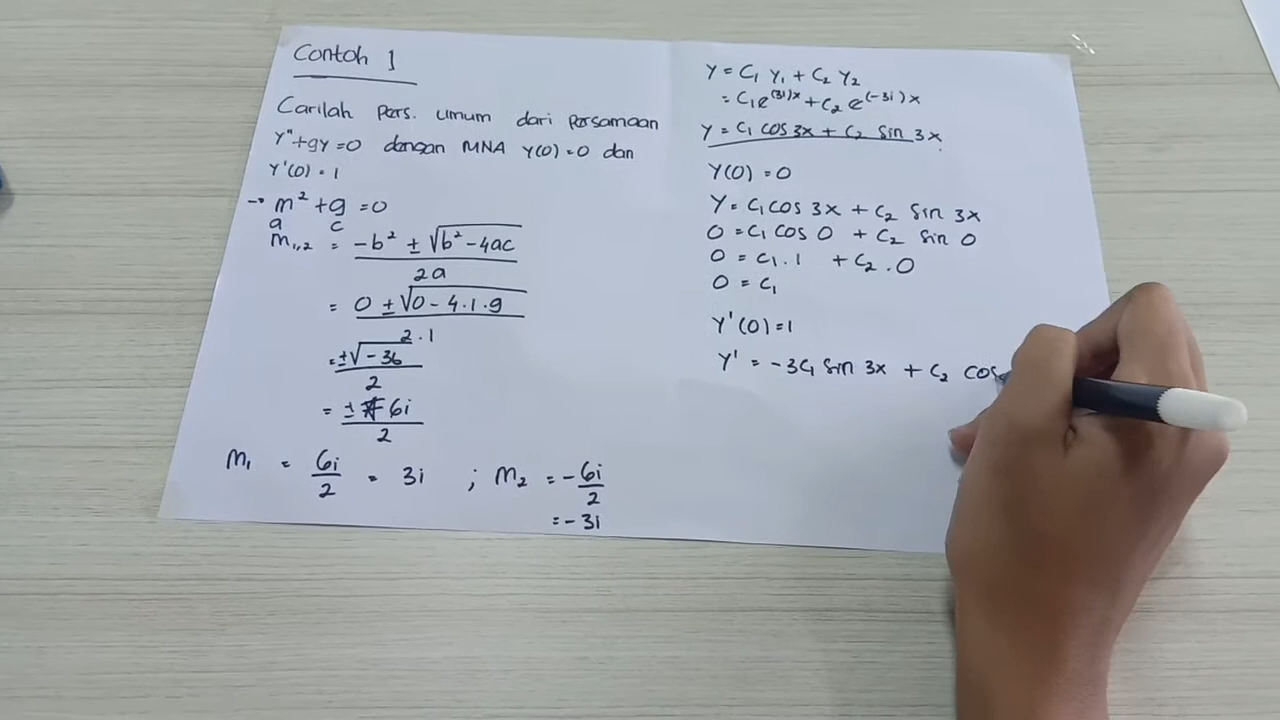 Contoh 1
Carilah Pers. Umum dari Persamaan
y"+9y=0 dengan MNA y(0)=0 dan
y'(0)=1
→ m²+9=0
a c
m₁,₂ = -b² ± √b²-4ac
2a
= 0 ± √0-4.1.9
2.1
= ±√-36
2
= ± 6i
2
m₁ = 6i/2 = 3i ; m₂ = -6i/2
= -3i
y = C₁ y₁ + C₂ y₂
= C₁e^(3i)x + C₂ e^(-3i)x
y = C₁ cos 3x + C₂ sin 3x
y(0) = 0
y = C₁ cos 3x + C₂ sin 3x
0 = C₁ cos 0 + C₂ sin 0
0 = C₁.1 + C₂.0
0 = C₁
y'(0)=1
y' = -3C₁ sin 3x + C₂ cos